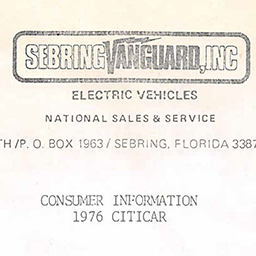 SEBRING VANGUARD, INC
ELECTRIC VEHICLES
NATIONAL SALES & SERVICE
TH /P. O. BOX 1963 / SEBRING, FLORIDA 3387
CONSUMER INFORMATION
1976 CITICAR